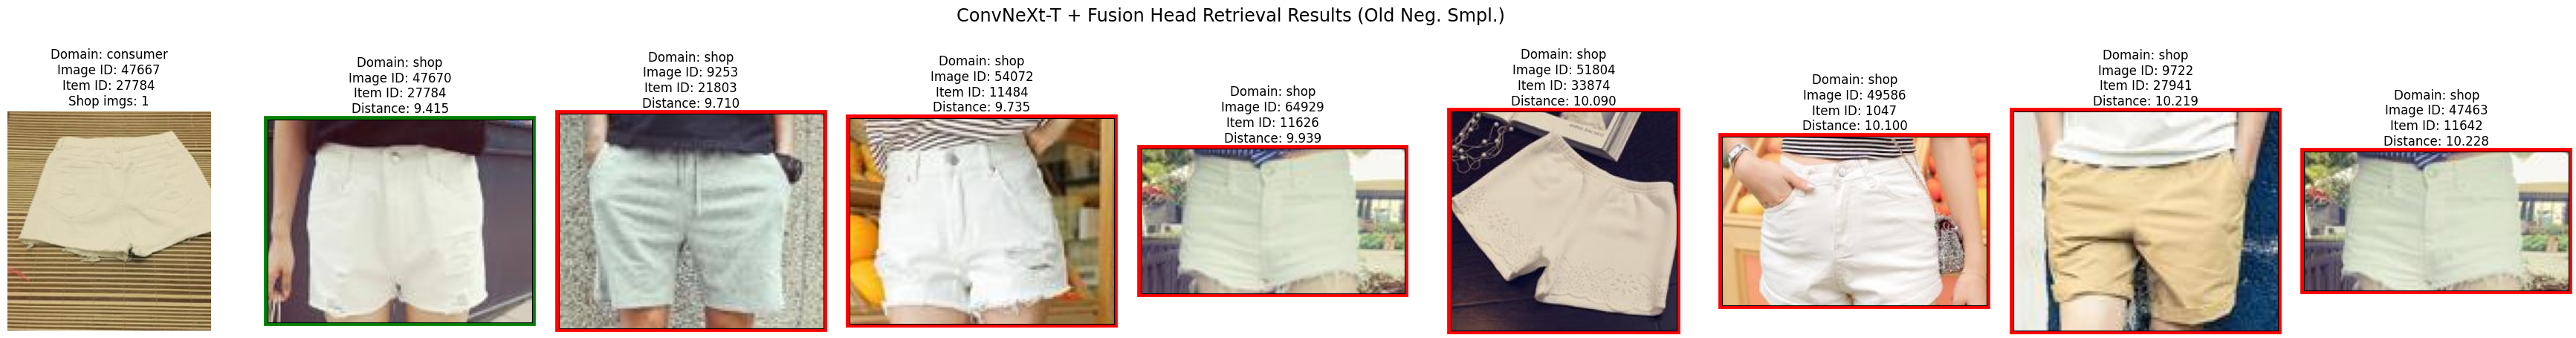 ConvNeXt-T + Fusion Head Retrieval Results (Old Neg. Smpl.)
Domain: consumer
Image ID: 47667
Item ID: 27784
Shop imgs: 1
Domain: shop
Image ID: 47670
Item ID: 27784
Distance: 9.415
Domain: shop
Image ID: 9253
Item ID: 21803
Distance: 9.710
Domain: shop
Image ID: 54072
Item ID: 11484
Distance: 9.735
Domain: shop
Image ID: 64929
Item ID: 11626
Distance: 9.939
Domain: shop
Image ID: 51804
Item ID: 33874
Distance: 10.090
Domain: shop
Image ID: 49586
Item ID: 1047
Distance: 10.100
Domain: shop
Image ID: 9722
Item ID: 27941
Distance: 10.219
Domain: shop
Image ID: 47463
Item ID: 11642
Distance: 10.228